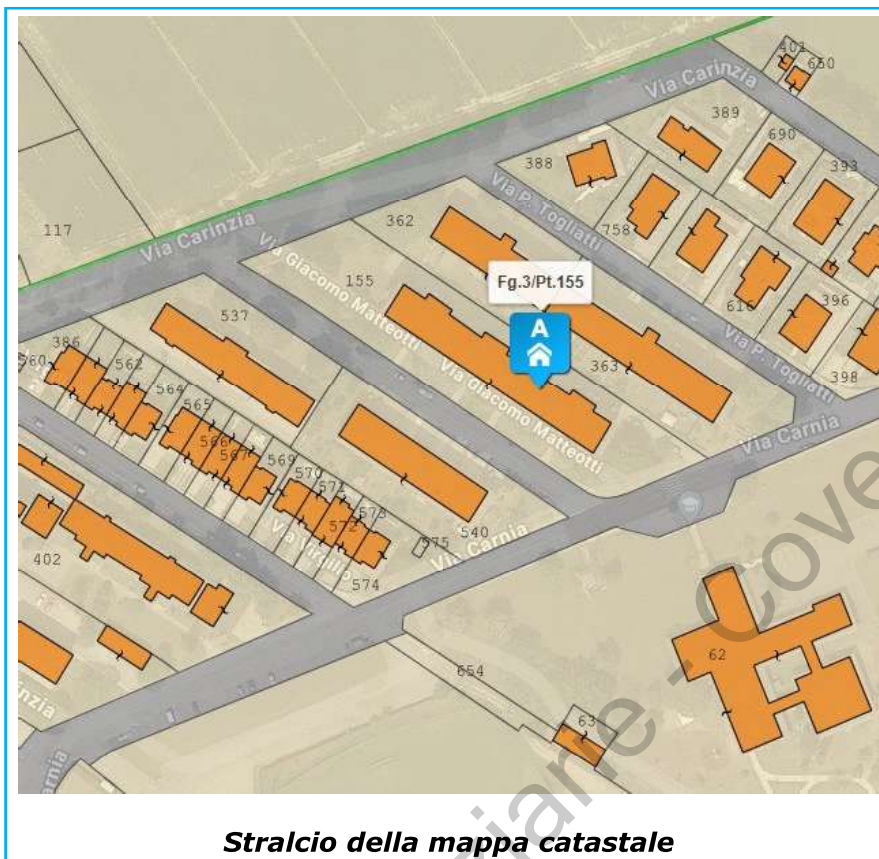 402
650
Via Carinzia
389
690
388
393
Via P. Togliatti
117
Via Carinzia
362
758
Via Giacomo Matteotti
Fg.3/Pt.155
155
A
616
396
537
386
560
562
363
Via P. Togliatti
398
564
565
Via Giacomo Matteotti
566
567
569
Via Carnia
570
571
573
572
540
575
Via Carnia
Via Virgilio
402
574
654
62
63
Stralcio della mappa catastale